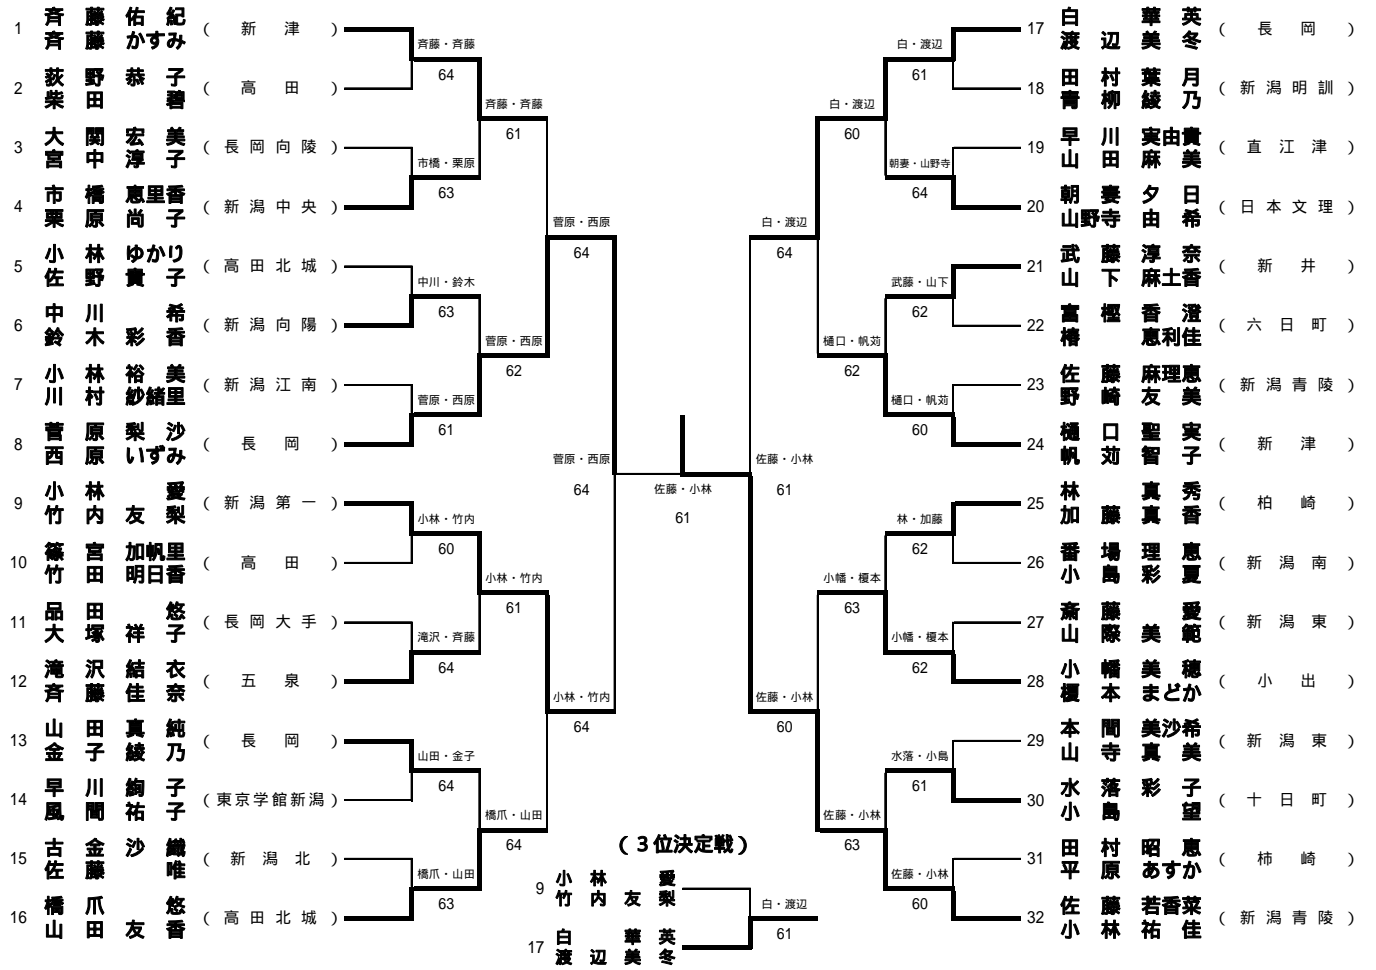 1 斉藤佑紀 斉藤かすみ (新津)
2 荻野恭子 柴田碧 (高田)
3 大関宏美 宮中淳子 (長岡向陵)
4 市橋恵里香 栗原尚子 (新潟中央)
5 小林ゆかり 佐野貴子 (高田北城)
6 中川希 鈴木彩香 (新潟向陽)
7 小林裕美 川村紗緒里 (新潟江南)
8 菅原梨沙 西原いずみ (長岡)
9 小林愛 竹内友梨 (新潟第一)
10 篠宮加帆里 竹田明日香 (高田)
11 品田悠 大塚祥子 (長岡大手)
12 滝沢結衣 斉藤佳奈 (五泉)
13 山田真純 金子綾乃 (長岡)
14 早川絢子 風間祐子 (東京学館新潟)
15 古金沙織 佐藤唯 (新潟北)
16 橋爪悠 山田友香 (高田北城)
斉藤・斉藤
64
市橋・栗原
63
中川・鈴木
63
菅原・西原
61
小林・竹内
60
滝沢・斉藤
64
山田・金子
64
橋爪・山田
63
斉藤・斉藤
61
菅原・西原
62
小林・竹内
61
橋爪・山田
64
菅原・西原
64
小林・竹内
64
菅原・西原
64
佐藤・小林
61
佐藤・小林
61
白・渡辺
64
佐藤・小林
60
白・渡辺
60
樋口・帆苅
62
小幡・榎本
63
佐藤・小林
63
白・渡辺
61
朝妻・山野寺
64
武藤・山下
62
樋口・帆苅
60
林・加藤
62
小幡・榎本
62
水落・小島
61
佐藤・小林
60
17 白華英 渡辺美冬 (長岡)
18 田村葉月 青柳綾乃 (新潟明訓)
19 早川実由貴 山田麻美 (直江津)
20 朝妻夕日 山野寺由希 (日本文理)
21 武藤淳奈 山下麻土香 (新井)
22 富樫香澄 椿恵利佳 (六日町)
23 佐藤麻理恵 野崎友美 (新潟青陵)
24 樋口聖実 帆苅智子 (新津)
25 林真秀 加藤真香 (柏崎)
26 番場理恵 小島彩夏 (新潟南)
27 斎藤愛 山際美範 (新潟東)
28 小幡美穂 榎本まどか (小出)
29 本間美沙希 山寺真美 (新潟東)
30 水落彩子 小島望 (十日町)
31 田村昭恵 平原あすか (柿崎)
32 佐藤若香菜 小林祐佳 (新潟青陵)
(3位決定戦)
9 小林愛 竹内友梨
17 白華英 渡辺美冬
白・渡辺
61